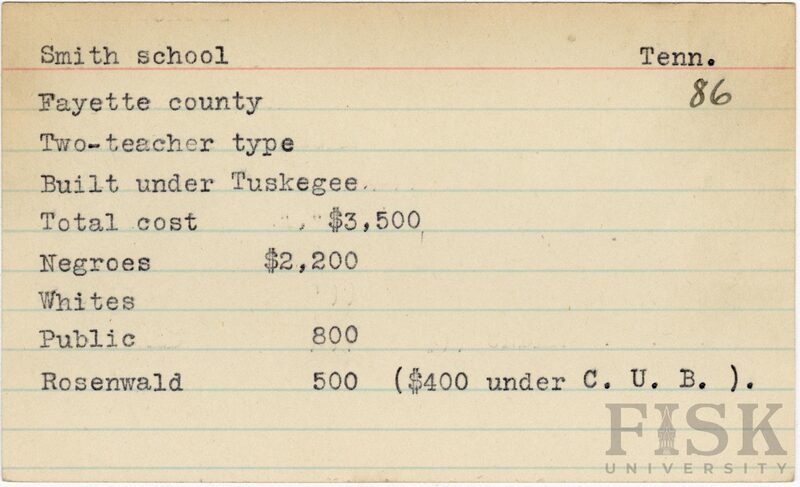 Smith school Tenn.
86
Fayette county
Two-teacher type
Built under Tuskegee.
Total cost $3,500
Negroes $2,200
Whites
Public 800
Rosenwald 500 ($400 under C. U. B. ).
FISK
UNIVERSITY